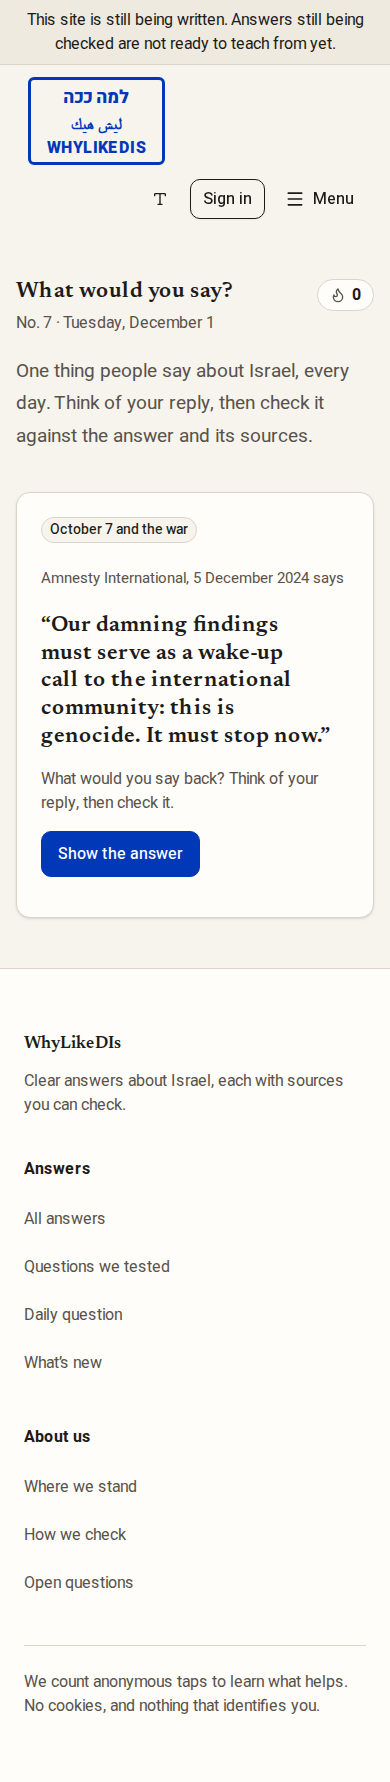 This site is still being written. Answers still being
checked are not ready to teach from yet.
למה ככה
ليش هيك
WHYLIKEDIS
T
Sign in
Menu
What would you say?
0
No. 7 · Tuesday, December 1
One thing people say about Israel, every
day. Think of your reply, then check it
against the answer and its sources.
October 7 and the war
Amnesty International, 5 December 2024 says
“Our damning findings
must serve as a wake-up
call to the international
community: this is
genocide. It must stop now.”
What would you say back? Think of your
reply, then check it.
Show the answer
WhyLikeDIs
Clear answers about Israel, each with sources
you can check.
Answers
All answers
Questions we tested
Daily question
What’s new
About us
Where we stand
How we check
Open questions
We count anonymous taps to learn what helps.
No cookies, and nothing that identifies you.